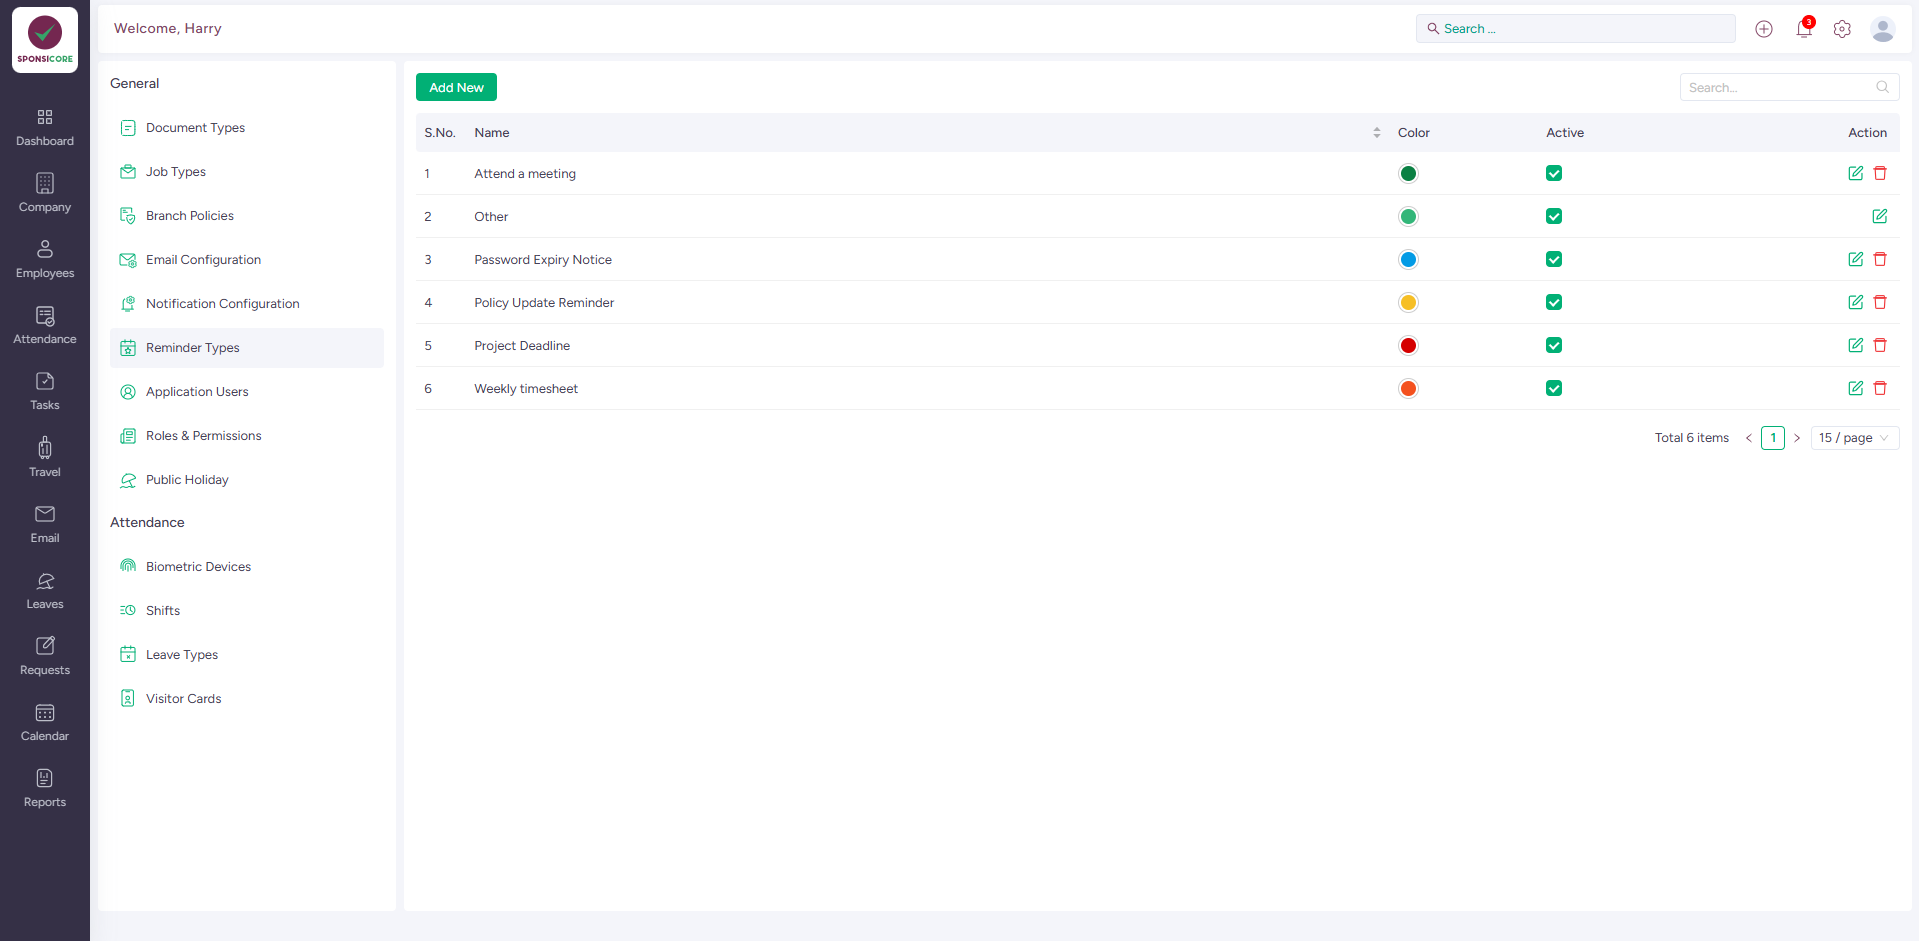 SPONSICORE
Dashboard
Company
Employees
Attendance
Tasks
Travel
Email
Leaves
Requests
Calendar
Reports
Welcome, Harry
Search ...
3
General
Document Types
Job Types
Branch Policies
Email Configuration
Notification Configuration
Reminder Types
Application Users
Roles & Permissions
Public Holiday
Attendance
Biometric Devices
Shifts
Leave Types
Visitor Cards
Add New
Search...
S.No. Name Color Active Action
1 Attend a meeting
2 Other
3 Password Expiry Notice
4 Policy Update Reminder
5 Project Deadline
6 Weekly timesheet
Total 6 items < 1 > 15 / page